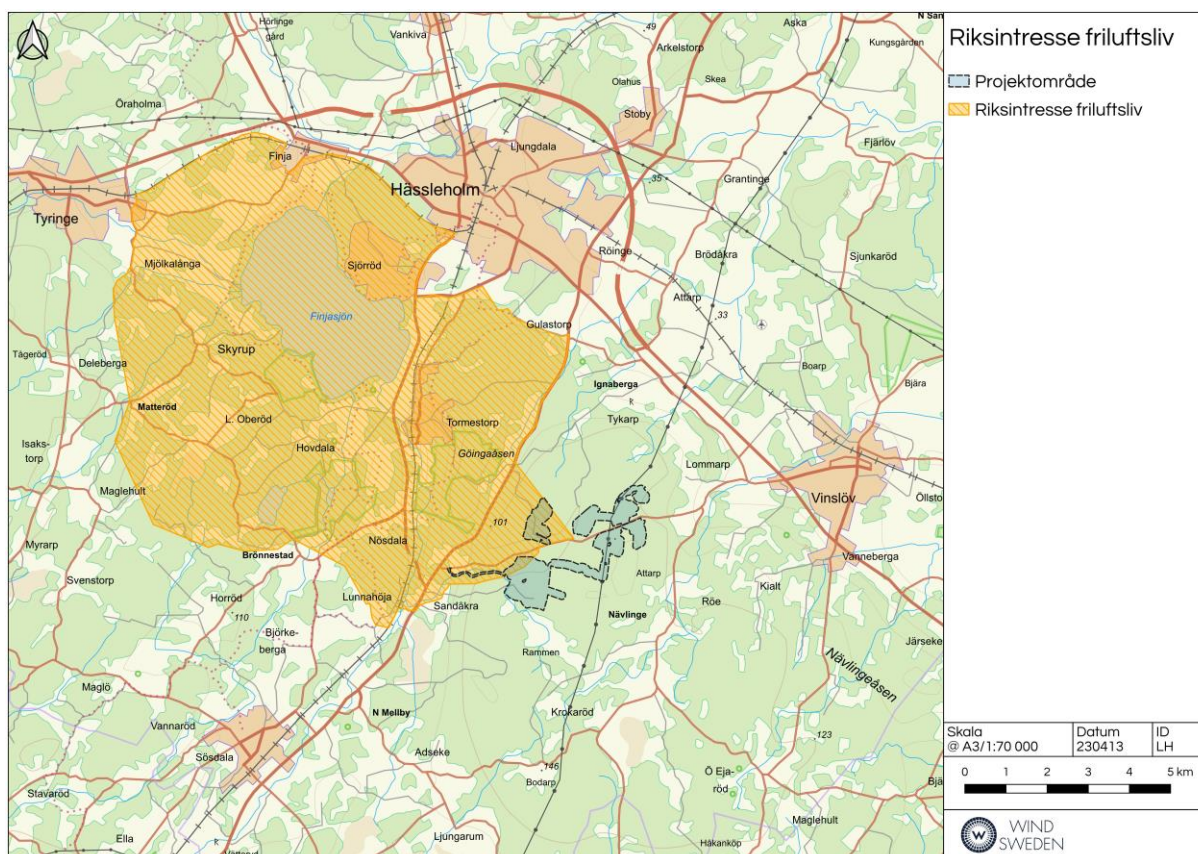 Riksintresse friluftsliv
Projektområde
Riksintresse friluftsliv
Hörlinge
gård
Vankiva
49
Arkelstorp
Aska
N San
Kungsgården
Olahus
Skea
Öraholma
Stoby
Fjärlöv
Finja
Ljungdala
35
Grantinge
Hässleholm
Tyringe
Röinge
Brödåkra
Sjunkaröd
Mjölkalånga
Sjörröd
Attarp
Finjasjön
33
Gulastorp
Tågeröd
Deleberga
Skyrup
Boarp
Bjära
Ignaberga
R
Matteröd
L. Oberöd
Tormestorp
Tykarp
Isaks-
torp
Hovdala
Göingaåsen
Lommarp
Maglehult
Vinslöv
Öllsto
101
Myrarp
Nösdala
Brönnestad
Vanneberga
Svenstorp
Attarp
Kialt
Horröd
Lunnahöja
Sandåkra
Röe
110
Nävlinge
Björke-
berga
Järseke
Rammen
Nävlingeåsen
Maglö
N Mellby
Krokaröd
Vannaröd
123
Sösdala
Adseke
146
Bodarp
Ö Eja-
röd
Stavaröd
Bjä
Maglehult
Ella
Ljungarum
R
Håkanköp
Skala
@ A3/1:70 000
Datum
230413
ID
LH
0 1 2 3 4 5 km
W
WIND
SWEDEN